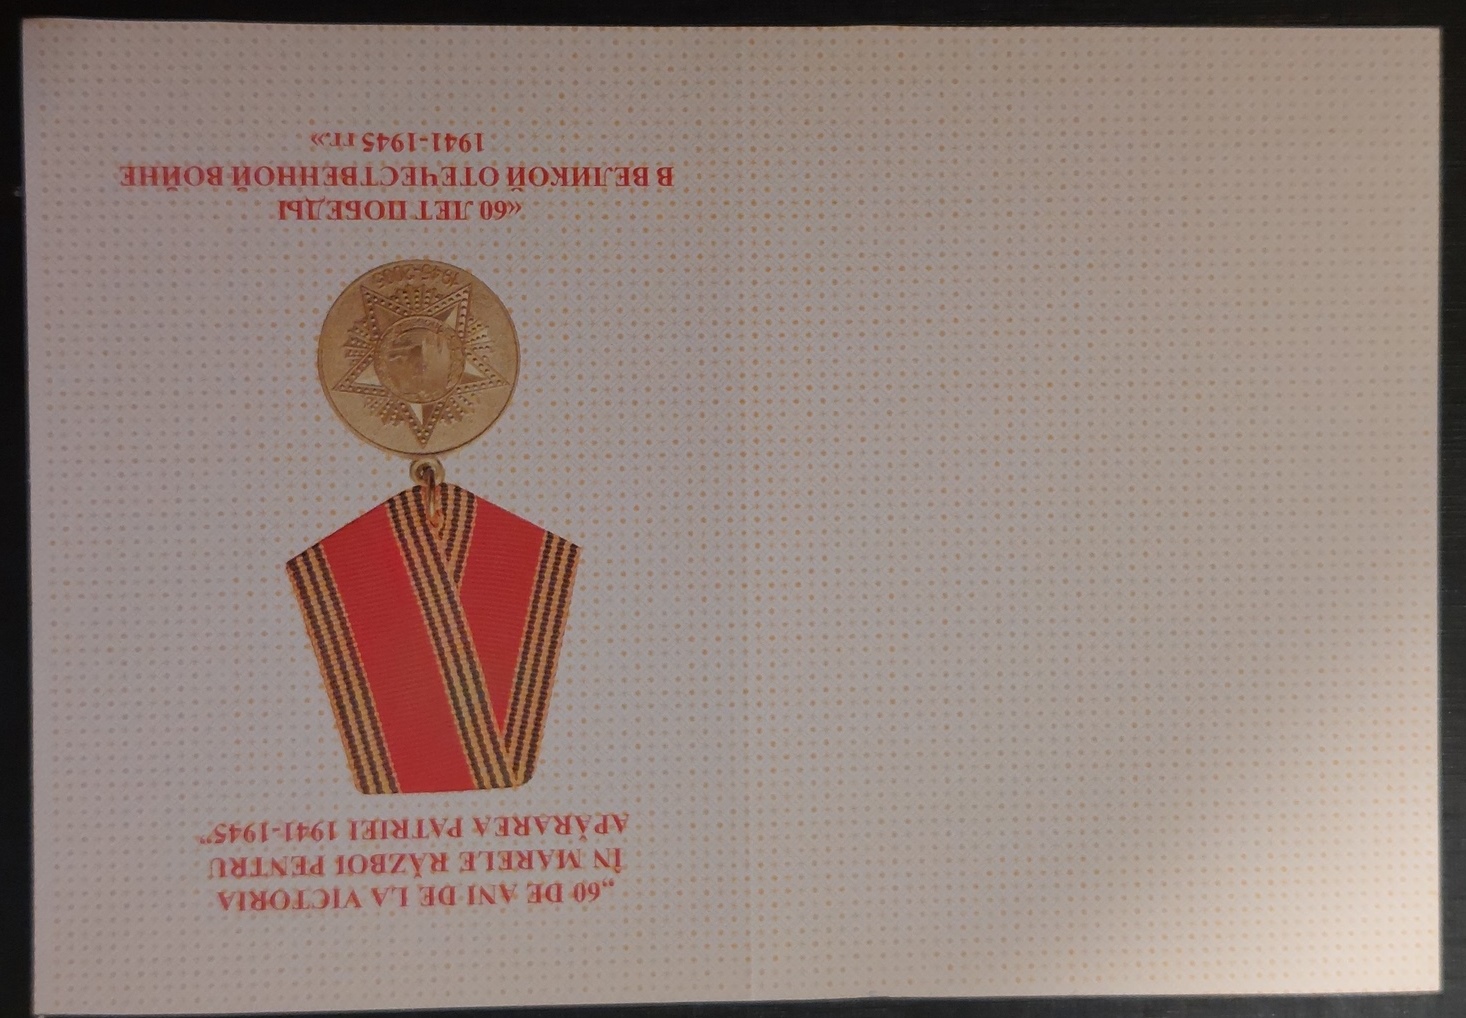 „60 DE ANI DE LA VICTORIA
ÎN MARELE RĂZBOI PENTRU
APĂRAREA PATRIEI 1941-1945”
1945-2005
«60 ЛЕТ ПОБЕДЫ
В ВЕЛИКОЙ ОТЕЧЕСТВЕННОЙ ВОЙНЕ
1941-1945 гг.»